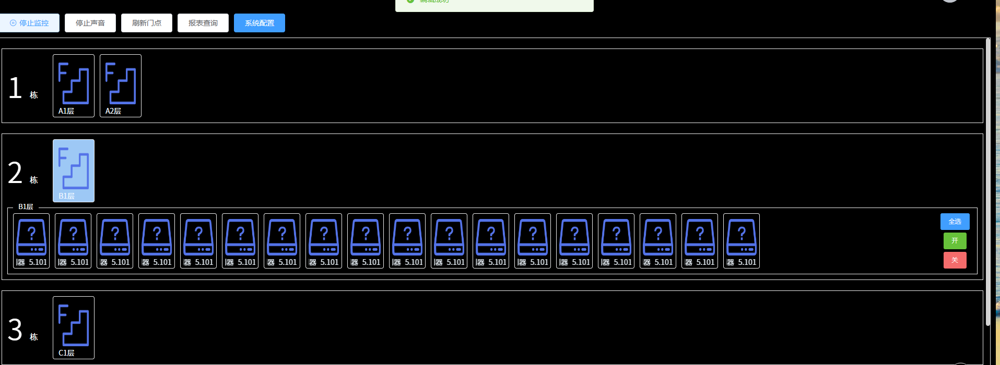 编辑成功
停止监控 停止声音 刷新门点 报表查询 系统配置
1 栋
A1层 A2层
2 栋
B1层
B1层
器 5.101 器 5.101 器 5.101 器 5.101 器 5.101 器 5.101 器 5.101 器 5.101 器 5.101 器 5.101 器 5.101 器 5.101 器 5.101 器 5.101 器 5.101 器 5.101 器 5.101 器 5.101
全选
开
关
3 栋
C1层